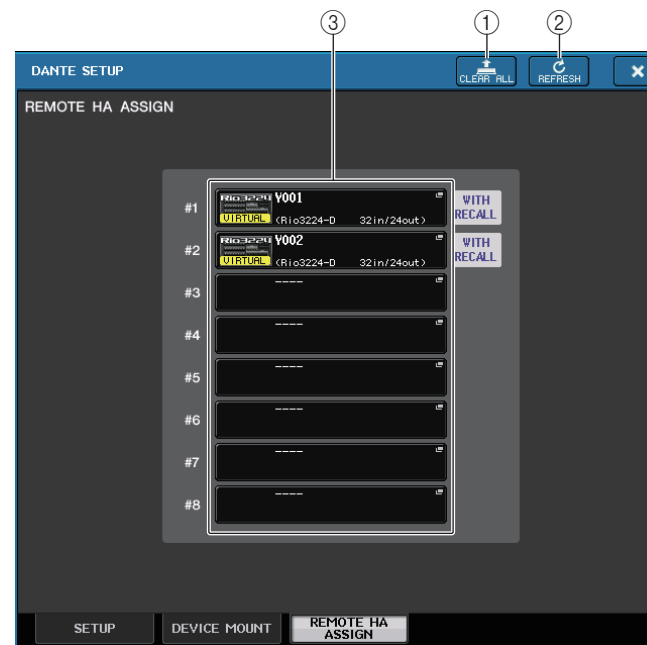 ③ ① ②
DANTE SETUP
CLEAR ALL
REFRESH
REMOTE HA ASSIGN
#1
Rio3224
VIRTUAL
Y001
(Rio3224-D 32in/24out)
WITH
RECALL
#2
Rio3224
VIRTUAL
Y002
(Rio3224-D 32in/24out)
WITH
RECALL
#3
----
#4
----
#5
----
#6
----
#7
----
#8
----
SETUP
DEVICE MOUNT
REMOTE HA
ASSIGN